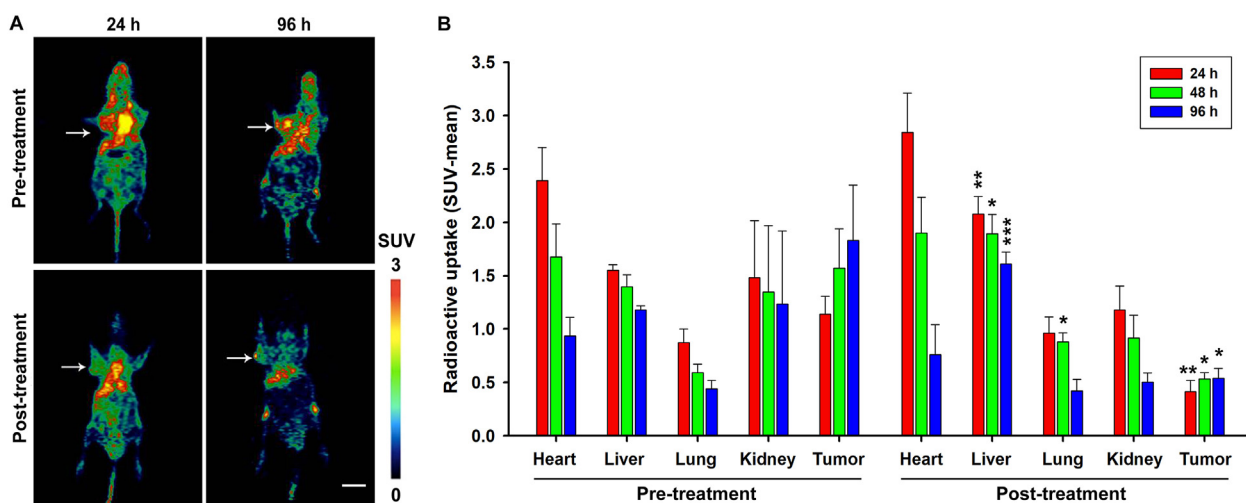 A
24 h
96 h
Pre-treatment
Post-treatment
SUV
3
0
B
Radioactive uptake (SUV-mean)
3.5
3.0
2.5
2.0
1.5
1.0
0.5
0.0
24 h
48 h
96 h
**
*
***
*
**
*
*
Heart Liver Lung Kidney Tumor Heart Liver Lung Kidney Tumor
Pre-treatment Post-treatment